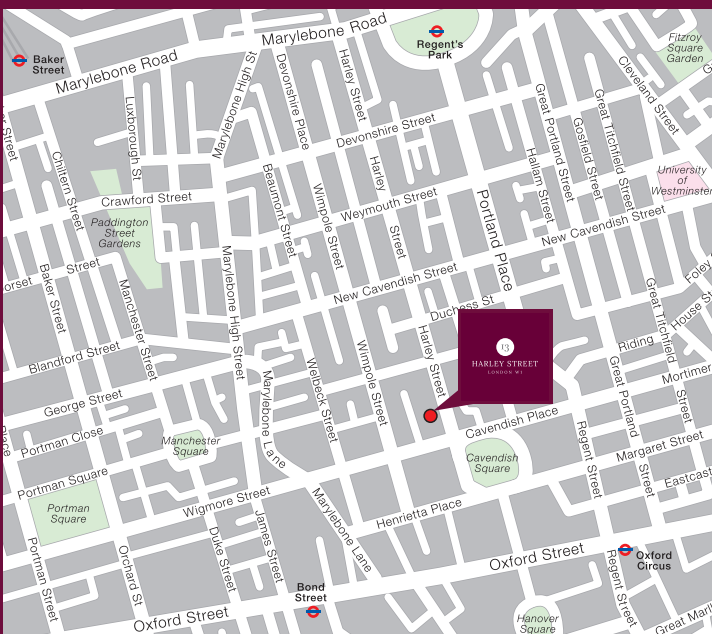 Marylebone Road
Regent's
Park
Fitzroy
Square
Garden
Baker
Street
Marylebone Road
Marylebone High St
Devonshire Place
Harley Street
Cleveland Street
Luxborough St
Devonshire Street
Great Portland Street
Gosfield Street
Great Titchfield Street
Chiltern Street
Crawford Street
Beaumont Street
Wimpole Street
Harley
Street
Weymouth Street
Hallam Street
University
of
Westminster
Paddington
Street
Gardens
Portland Place
New Cavendish Street
Street
Baker Street
Manchester Street
Marylebone High Street
New Cavendish Street
Duchess St
Great Titchfield
Street
Foley
House St
Blandford Street
Welbeck Street
Wimpole Street
Harley Street
13
HARLEY STREET
LONDON W1
Riding
Mortimer
George Street
Marylebone Lane
Cavendish Place
Great Portland
Street
Portman Close
Manchester
Square
Cavendish
Square
Regent Street
Margaret Street
Portman Square
Wigmore Street
Eastcast
Portman
Square
Henrietta Place
Marylebone Lane
Portman Street
Orchard St
Duke Street
James Street
Oxford Street
Oxford
Circus
Regent Street
Bond
Street
Oxford Street
Hanover
Square
Great Marl